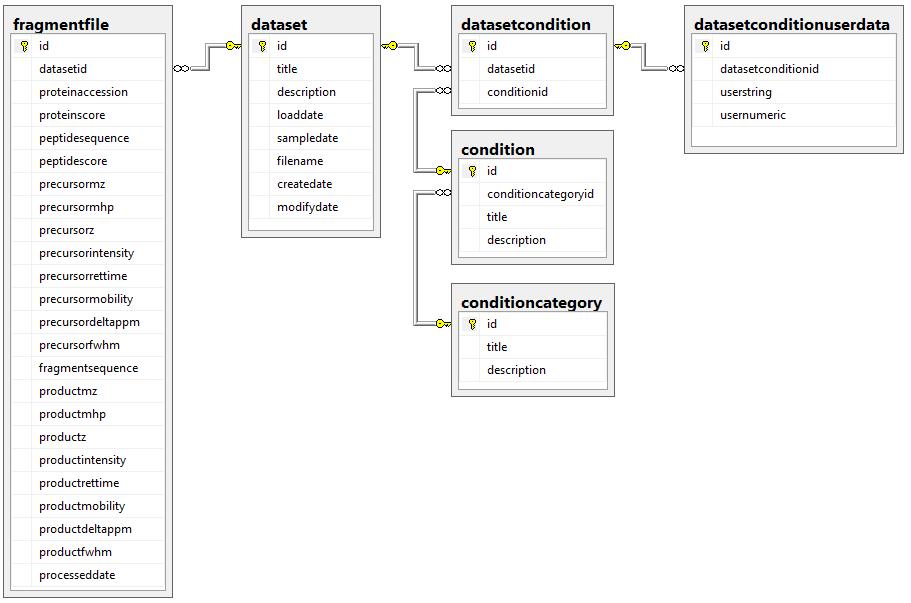 fragmentfile
id
datasetid
proteinaccession
proteinscore
peptidesequence
peptidescore
precursormz
precursormhp
precursorz
precursorintensity
precursorrettime
precursormobility
precursordeltappm
precursorfwhm
fragmentsequence
productmz
productmhp
productz
productintensity
productrettime
productmobility
productdeltappm
productfwhm
processeddate
dataset
id
title
description
loaddate
sampledate
filename
createdate
modifydate
datasetcondition
id
datasetid
conditionid
condition
id
conditioncategoryid
title
description
conditioncategory
id
title
description
datasetconditionuserdata
id
datasetconditionid
userstring
usernumeric